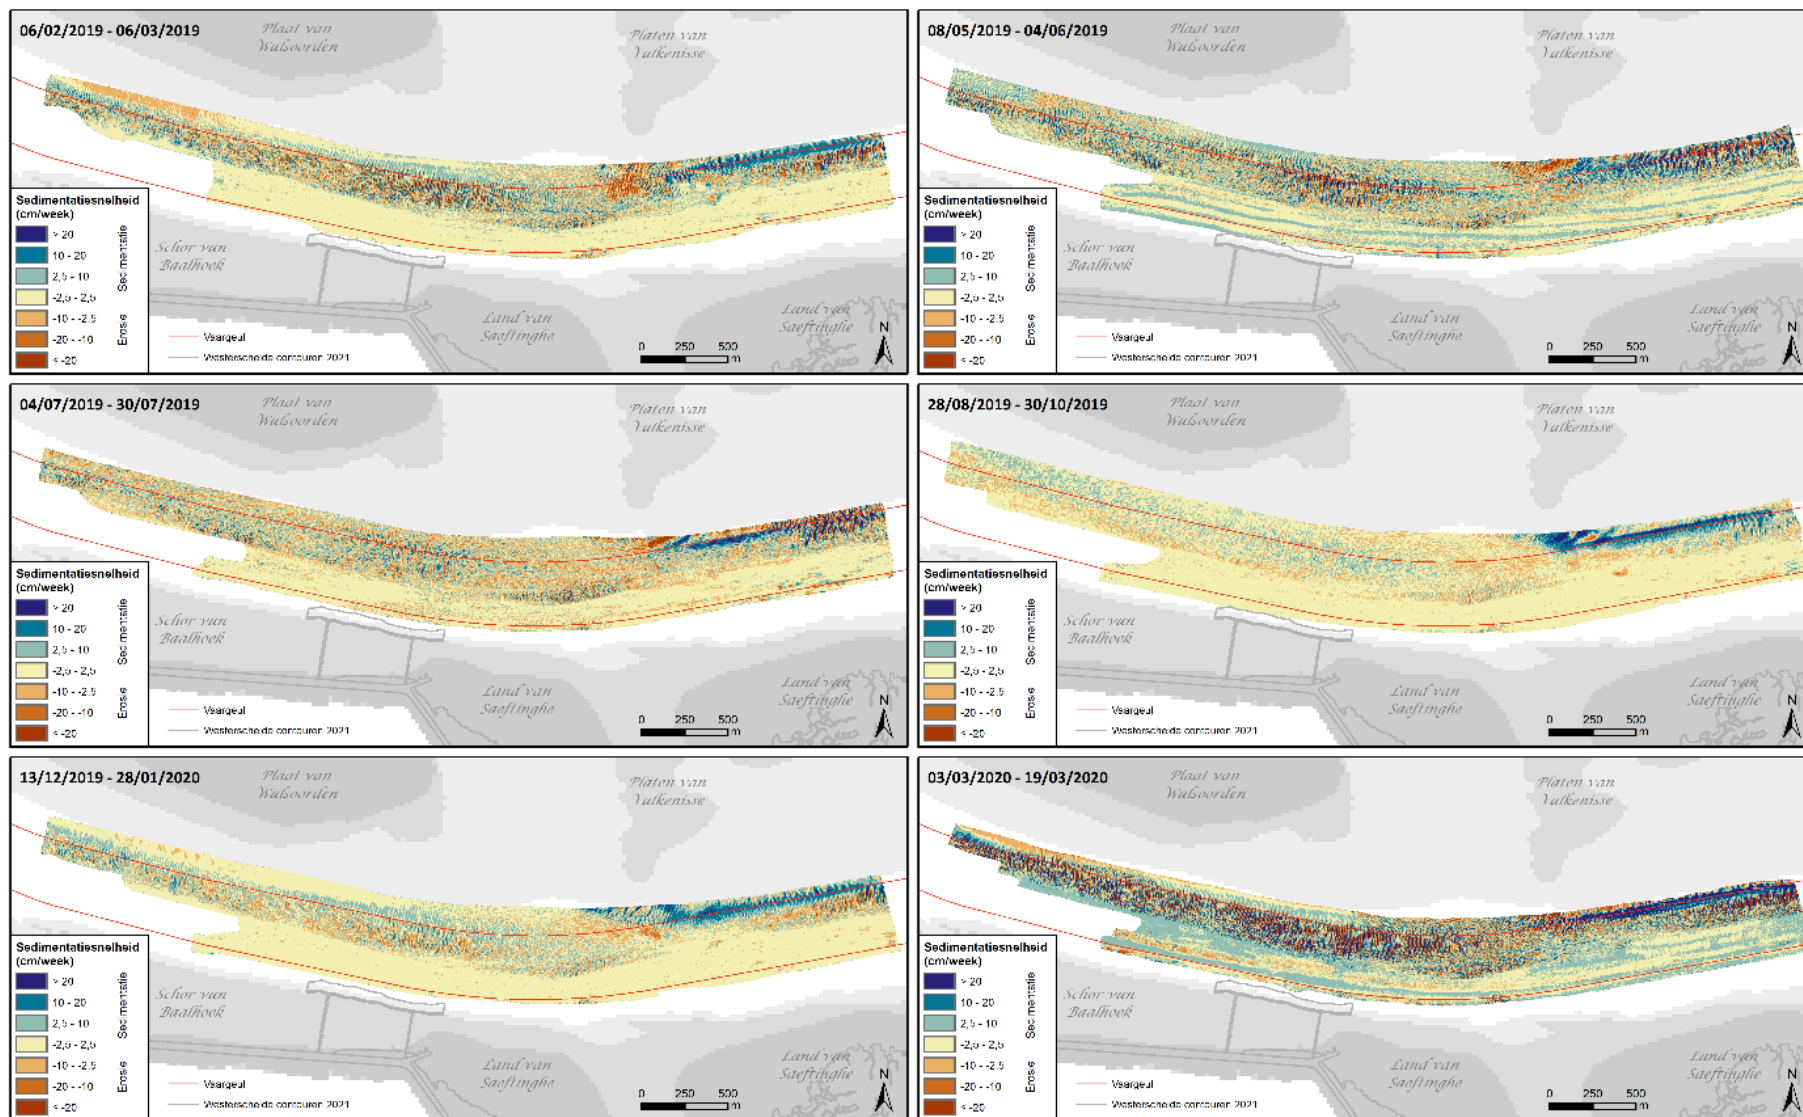 06/02/2019 - 06/03/2019
Plaat van
Walsoorden
Platen van
Valkenisse
Sedimentatiesnelheid
(cm/week)
> 20
10 - 20
2,5 - 10
-2,5 - 2,5
-10 - -2,5
-20 - -10
< -20
Sedimentatie
Erosie
Schor van
Baalhoek
Land van
Saeftinghe
Vaargeul
Westerschelde contouren 2021
0 250 500
m
N
08/05/2019 - 04/06/2019
Plaat van
Walsoorden
Platen van
Valkenisse
Sedimentatiesnelheid
(cm/week)
> 20
10 - 20
2,5 - 10
-2,5 - 2,5
-10 - -2,5
-20 - -10
< -20
Sedimentatie
Erosie
Schor van
Baalhoek
Land van
Saeftinghe
Vaargeul
Westerschelde contouren 2021
0 250 500
m
N
04/07/2019 - 30/07/2019
Plaat van
Walsoorden
Platen van
Valkenisse
Sedimentatiesnelheid
(cm/week)
> 20
10 - 20
2,5 - 10
-2,5 - 2,5
-10 - -2,5
-20 - -10
< -20
Sedimentatie
Erosie
Schor van
Baalhoek
Land van
Saeftinghe
Vaargeul
Westerschelde contouren 2021
0 250 500
m
N
28/08/2019 - 30/10/2019
Plaat van
Walsoorden
Platen van
Valkenisse
Sedimentatiesnelheid
(cm/week)
> 20
10 - 20
2,5 - 10
-2,5 - 2,5
-10 - -2,5
-20 - -10
< -20
Sedimentatie
Erosie
Schor van
Baalhoek
Land van
Saeftinghe
Vaargeul
Westerschelde contouren 2021
0 250 500
m
N
13/12/2019 - 28/01/2020
Plaat van
Walsoorden
Platen van
Valkenisse
Sedimentatiesnelheid
(cm/week)
> 20
10 - 20
2,5 - 10
-2,5 - 2,5
-10 - -2,5
-20 - -10
< -20
Sedimentatie
Erosie
Schor van
Baalhoek
Land van
Saeftinghe
Land van
Saeftinghe
Vaargeul
Westerschelde contouren 2021
0 250 500
m
N
03/03/2020 - 19/03/2020
Plaat van
Walsoorden
Platen van
Valkenisse
Sedimentatiesnelheid
(cm/week)
> 20
10 - 20
2,5 - 10
-2,5 - 2,5
-10 - -2,5
-20 - -10
< -20
Sedimentatie
Erosie
Schor van
Baalhoek
Land van
Saeftinghe
Land van
Saeftinghe
Vaargeul
Westerschelde contouren 2021
0 250 500
m
N